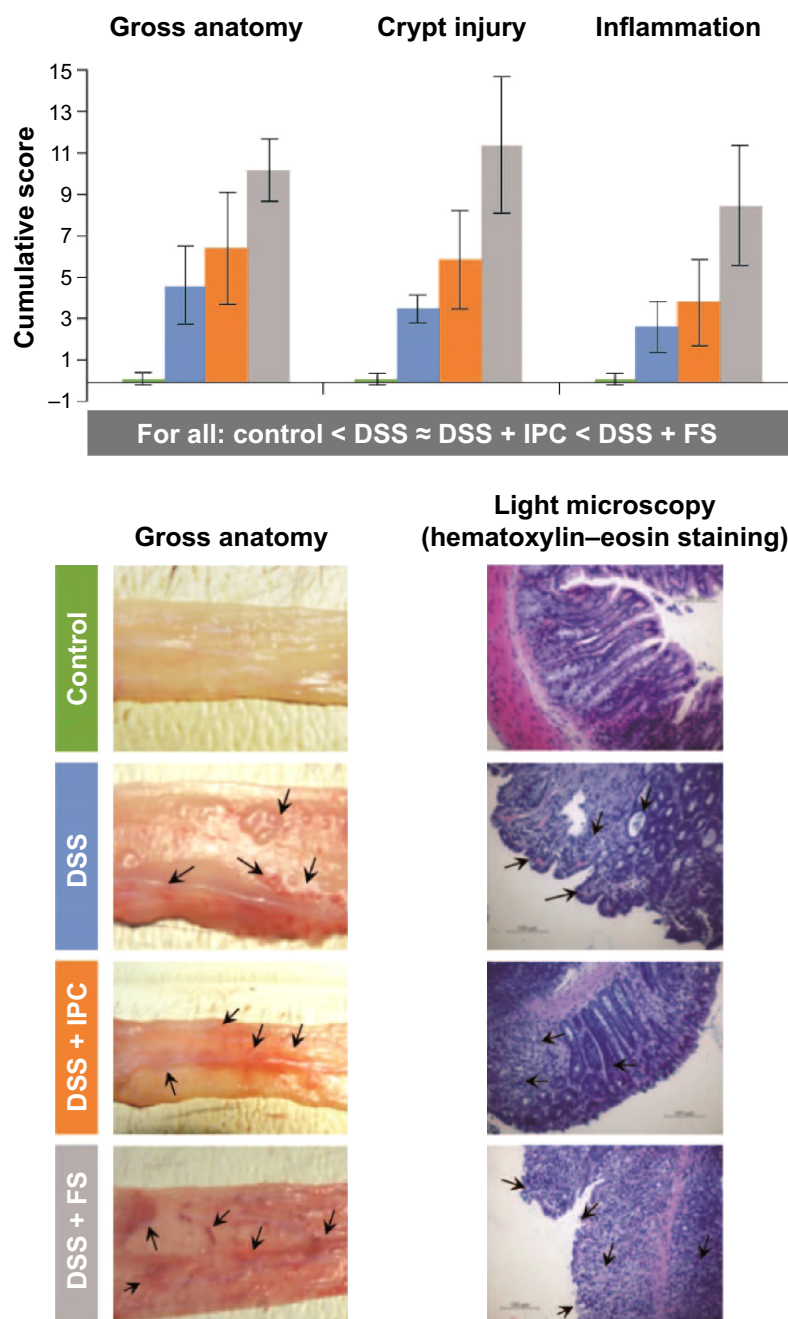 Gross anatomy Crypt injury Inflammation
Cumulative score
15
13
11
9
7
5
3
1
–1
For all: control < DSS ≈ DSS + IPC < DSS + FS
Gross anatomy
Light microscopy
(hematoxylin–eosin staining)
Control
DSS
DSS + IPC
DSS + FS